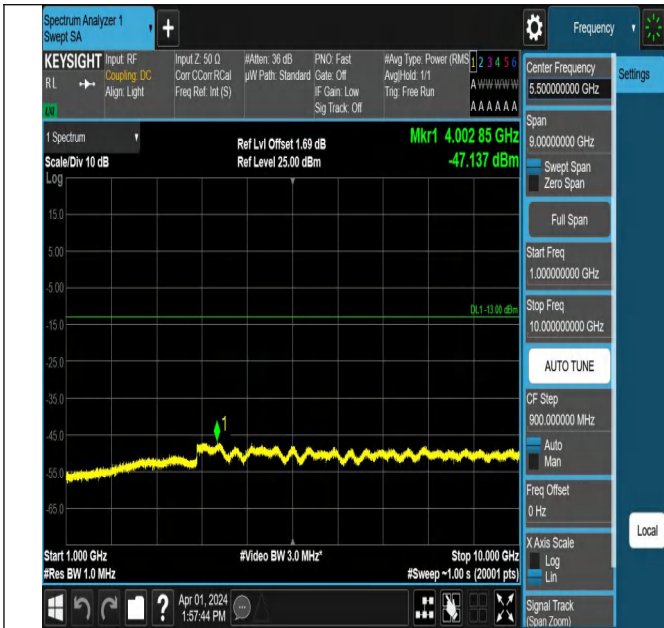 Spectrum Analyzer 1
Swept SA
Frequency
KEYSIGHT
RL
LXI
Input: RF
Coupling: DC
Align: Light
Input Z: 50 Ω
Corr CCorr RCal
Freq Ref: Int (S)
#Atten: 36 dB
µW Path: Standard
PNO: Fast
Gate: Off
IF Gain: Low
Sig Track: Off
#Avg Type: Power (RMS
Avg|Hold: 1/1
Trig: Free Run
1 2 3 4 5 6
A W W W W W
A A A A A A
Center Frequency
5.500000000 GHz
Settings
Span
9.00000000 GHz
Swept Span
Zero Span
Full Span
Start Freq
1.000000000 GHz
Stop Freq
10.000000000 GHz
AUTO TUNE
CF Step
900.000000 MHz
Auto
Man
Freq Offset
0 Hz
X Axis Scale
Log
Lin
Signal Track
(Span Zoom)
Local
1 Spectrum
Scale/Div 10 dB
Ref Lvl Offset 1.69 dB
Ref Level 25.00 dBm
Mkr1 4.002 85 GHz
-47.137 dBm
Log
15.0
5.00
-5.00
DL1 -13.00 dBm
-15.0
-25.0
-35.0
1
-45.0
-55.0
-65.0
Start 1.000 GHz
#Video BW 3.0 MHz*
Stop 10.000 GHz
#Res BW 1.0 MHz
#Sweep ~1.00 s (20001 pts)
?
Apr 01, 2024
1:57:44 PM